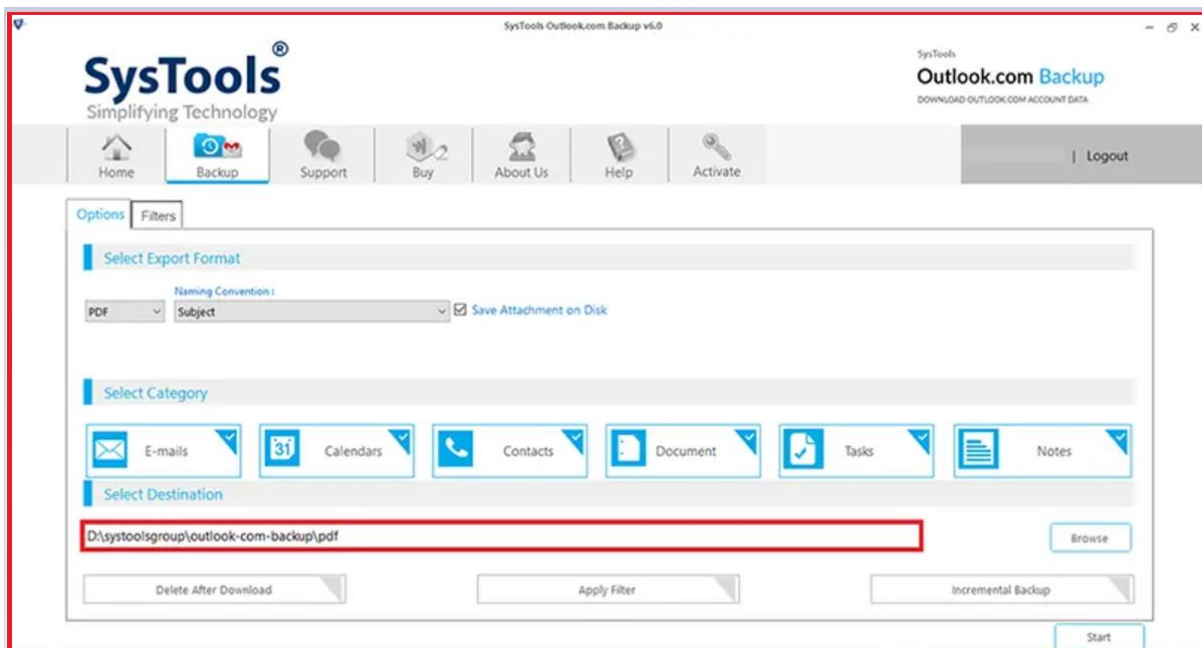 SysTools Outlook.com Backup v6.0
SysTools®
Simplifying Technology
SysTools
Outlook.com Backup
DOWNLOAD OUTLOOK.COM ACCOUNT DATA
Home
Backup
Support
Buy
About Us
Help
Activate
| Logout
Options
Filters
Select Export Format
Naming Convention :
PDF
Subject
Save Attachment on Disk
Select Category
E-mails
31
Calendars
Contacts
Document
Tasks
Notes
Select Destination
D:\systoolsgroup\outlook-com-backup\pdf
Browse
Delete After Download
Apply Filter
Incremental Backup
Start